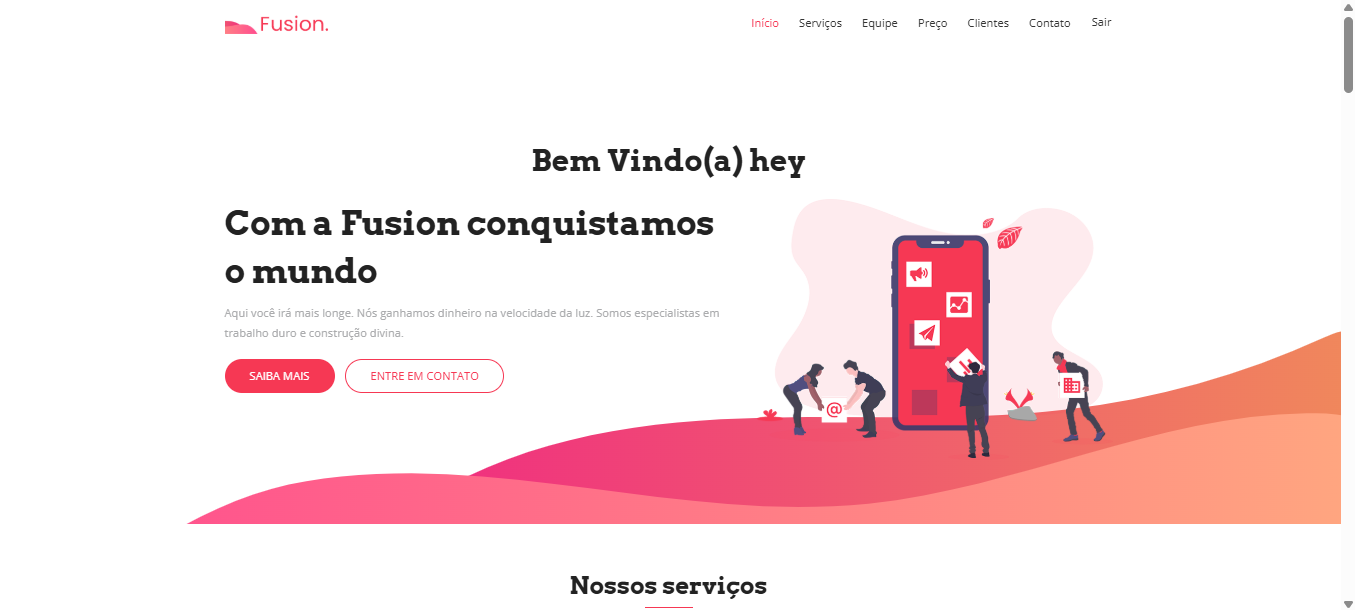 Fusion.
Início Serviços Equipe Preço Clientes Contato Sair
Bem Vindo(a) hey
Com a Fusion conquistamos
o mundo
Aqui você irá mais longe. Nós ganhamos dinheiro na velocidade da luz. Somos especialistas em
trabalho duro e construção divina.
SAIBA MAIS ENTRE EM CONTATO
@
Nossos serviços